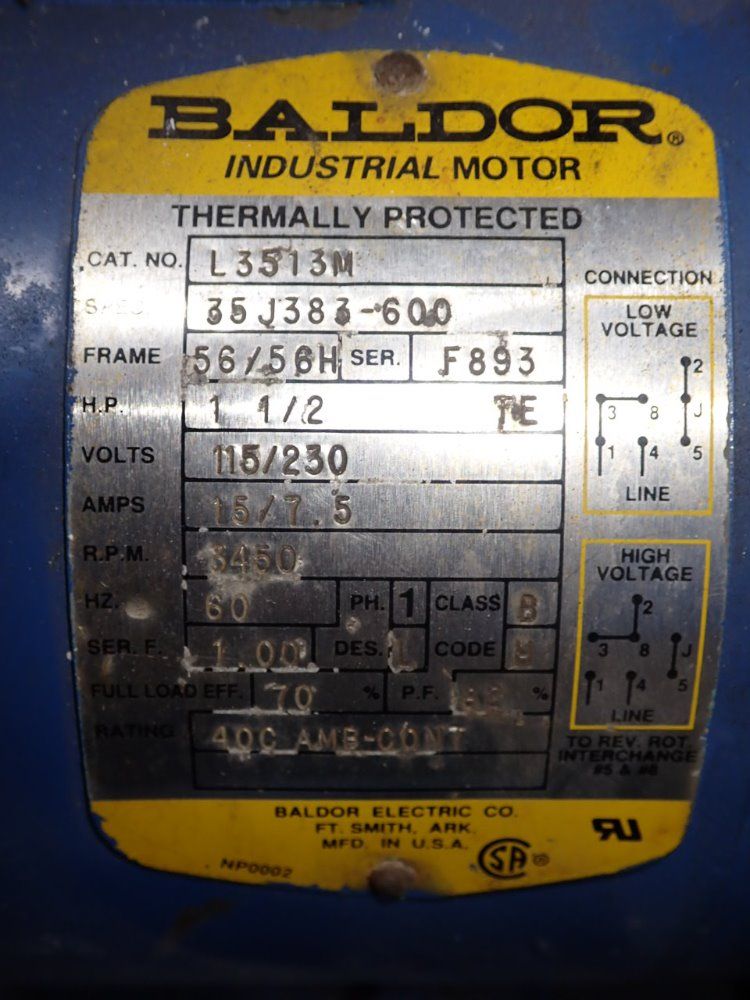 BALDOR®
INDUSTRIAL MOTOR
THERMALLY PROTECTED
CAT. NO. L3513M
35J383-600
FRAME 56/56H SER. F893
H.P. 1 1/2 TE
VOLTS 115/230
AMPS 15/7.5
R.P.M. 3450
HZ. 60 PH. 1 CLASS B
SER. F. 1.00 DES. L CODE
FULL LOAD EFF. 70 % P.F. %
RATING 40C AMB-CONT
CONNECTION
LOW
VOLTAGE
2
3 8 J
1 4 5
LINE
HIGH
VOLTAGE
2
3 8 J
1 4 5
LINE
TO REV. ROT.
INTERCHANGE
#5 & #8
BALDOR ELECTRIC CO.
FT. SMITH, ARK.
MFD. IN U.S.A.
NP0002
SA®